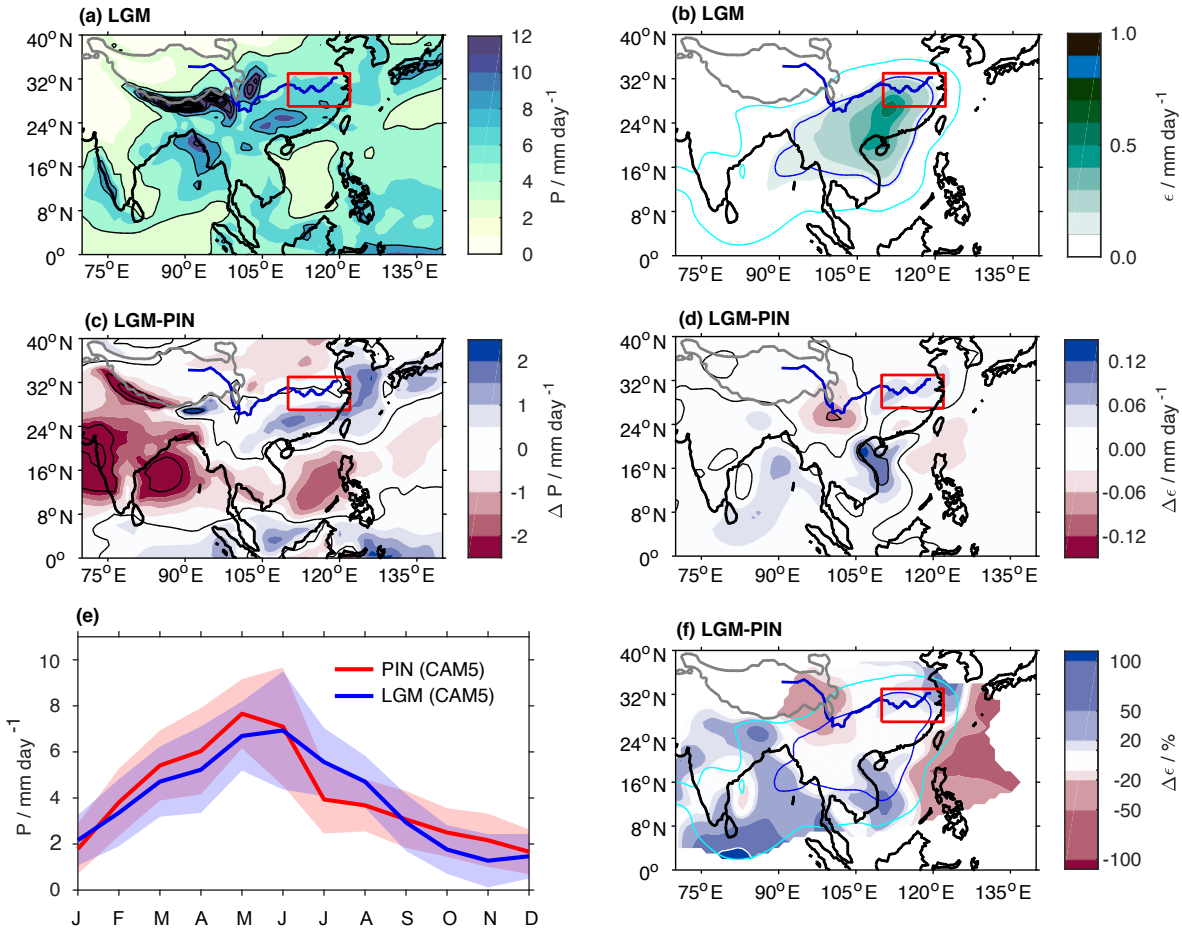 (a) LGM
40° N
32° N
24° N
16° N
8° N
0°
75° E
90° E
105° E
120° E
135° E
12
10
8
6
4
2
0
P / mm day⁻¹
(b) LGM
40° N
32° N
24° N
16° N
8° N
0°
75° E
90° E
105° E
120° E
135° E
1.0
0.5
0.0
ϵ / mm day⁻¹
(c) LGM-PIN
40° N
32° N
24° N
16° N
8° N
0°
75° E
90° E
105° E
120° E
135° E
2
1
0
-1
-2
Δ P / mm day⁻¹
(d) LGM-PIN
40° N
32° N
24° N
16° N
8° N
0°
75° E
90° E
105° E
120° E
135° E
0.12
0.06
0.00
-0.06
-0.12
Δ ϵ / mm day⁻¹
(e)
10
8
6
4
2
0
P / mm day⁻¹
PIN (CAM5)
LGM (CAM5)
J F M A M J J A S O N D
(f) LGM-PIN
40° N
32° N
24° N
16° N
8° N
0°
75° E
90° E
105° E
120° E
135° E
100
50
20
-20
-50
-100
Δ ϵ / %